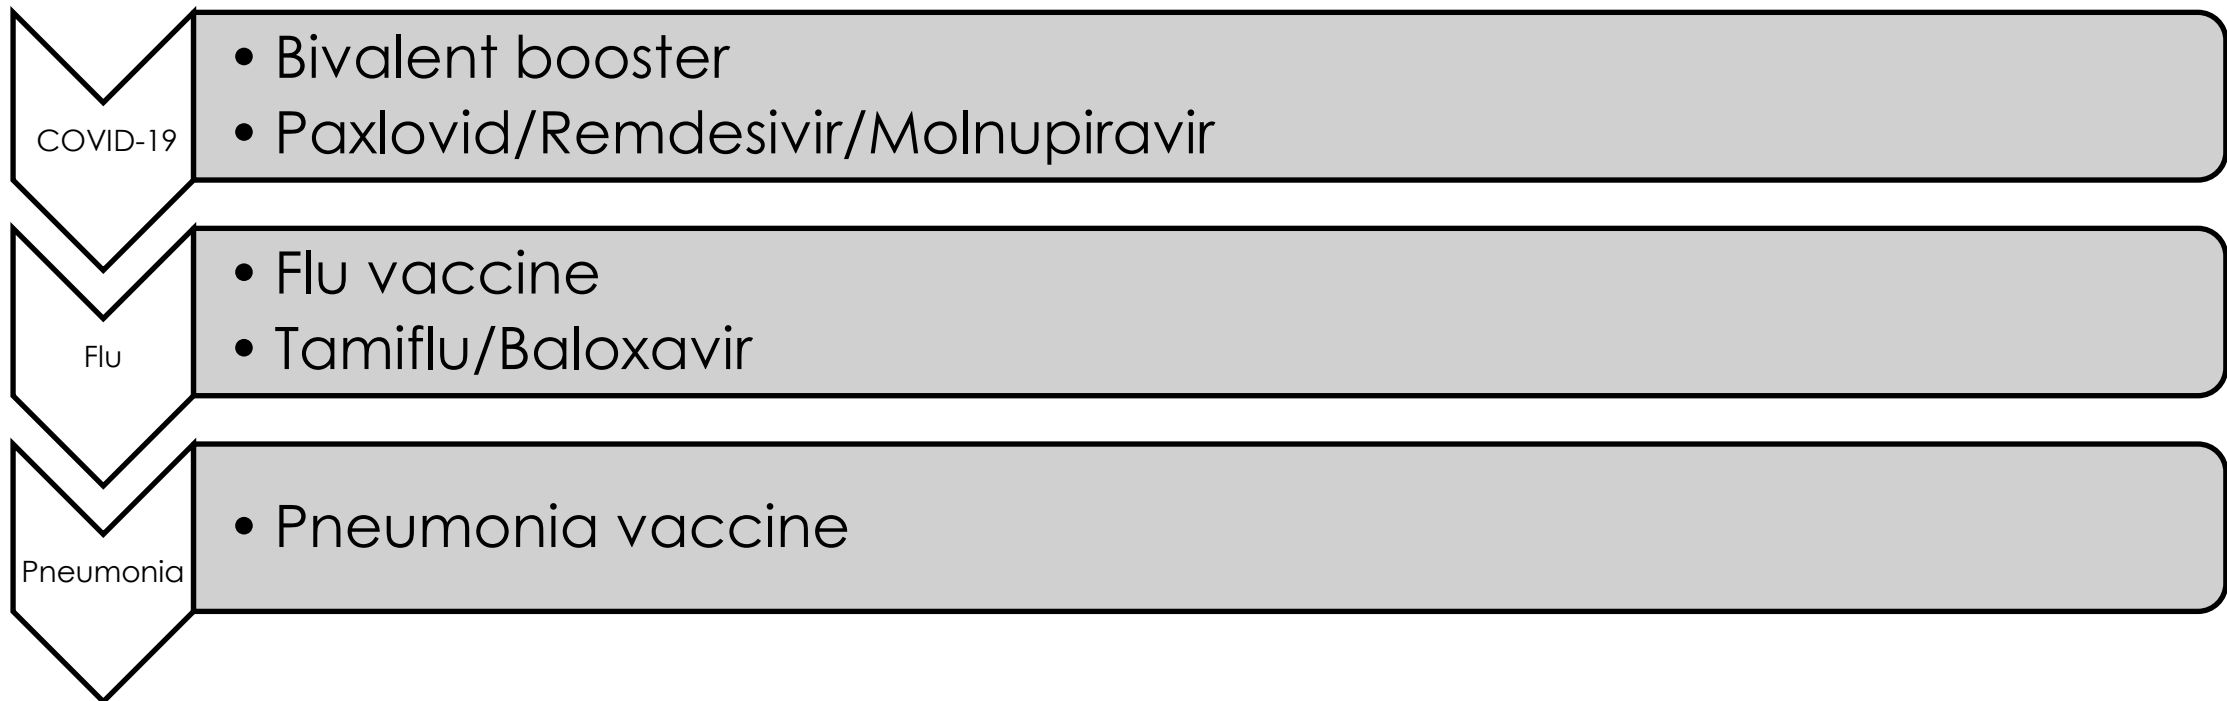 COVID-19
• Bivalent booster
• Paxlovid/Remdesivir/Molnupiravir
Flu
• Flu vaccine
• Tamiflu/Baloxavir
Pneumonia
• Pneumonia vaccine